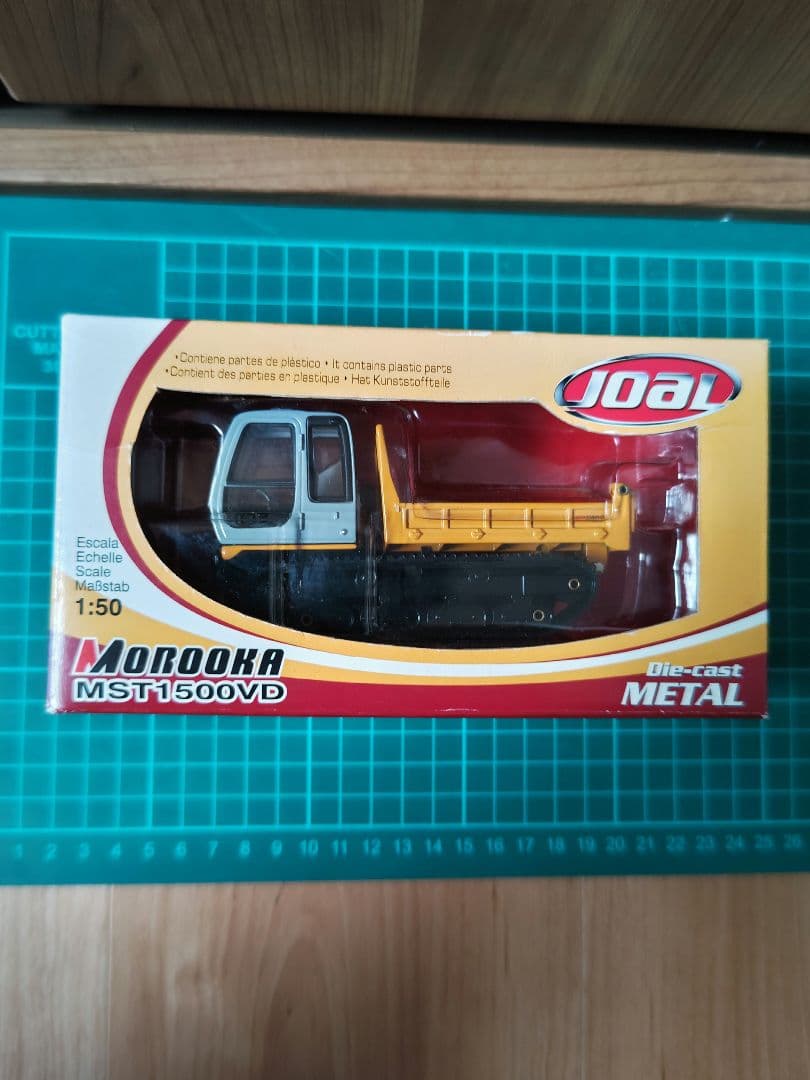 •Contiene partes de plástico • It contains plastic parts
•Contient des parties en plastique • Hat Kunststoffteile
JOAL
Escala
Echelle
Scale
Maßstab
1:50
MOROOKA
MST1500VD
Die-cast
METAL
1 2 3 4 5 6 7 8 9 10 11 12 13 14 15 16 17 18 19 20 21 22 23 24 25 26